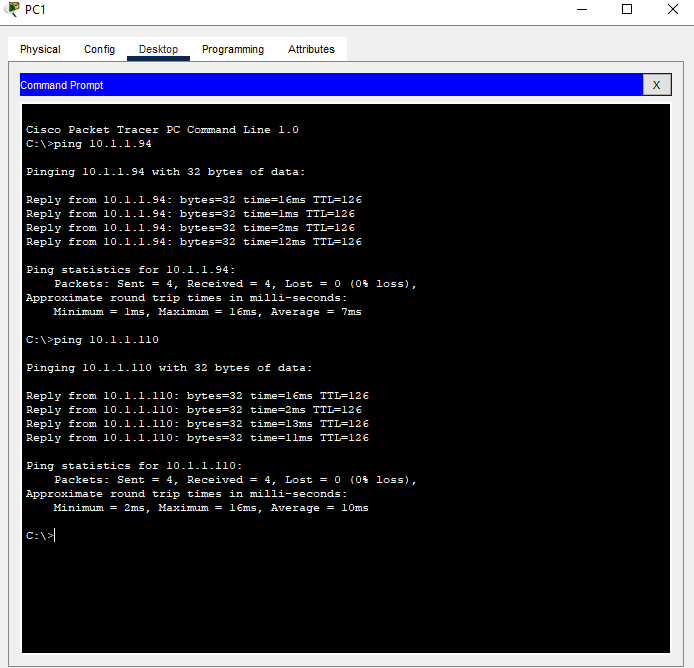 PC1
Physical Config Desktop Programming Attributes
Command Prompt X
Cisco Packet Tracer PC Command Line 1.0
C:\>ping 10.1.1.94
Pinging 10.1.1.94 with 32 bytes of data:
Reply from 10.1.1.94: bytes=32 time=16ms TTL=126
Reply from 10.1.1.94: bytes=32 time=1ms TTL=126
Reply from 10.1.1.94: bytes=32 time=2ms TTL=126
Reply from 10.1.1.94: bytes=32 time=12ms TTL=126
Ping statistics for 10.1.1.94:
Packets: Sent = 4, Received = 4, Lost = 0 (0% loss),
Approximate round trip times in milli-seconds:
Minimum = 1ms, Maximum = 16ms, Average = 7ms
C:\>ping 10.1.1.110
Pinging 10.1.1.110 with 32 bytes of data:
Reply from 10.1.1.110: bytes=32 time=16ms TTL=126
Reply from 10.1.1.110: bytes=32 time=2ms TTL=126
Reply from 10.1.1.110: bytes=32 time=13ms TTL=126
Reply from 10.1.1.110: bytes=32 time=11ms TTL=126
Ping statistics for 10.1.1.110:
Packets: Sent = 4, Received = 4, Lost = 0 (0% loss),
Approximate round trip times in milli-seconds:
Minimum = 2ms, Maximum = 16ms, Average = 10ms
C:\>